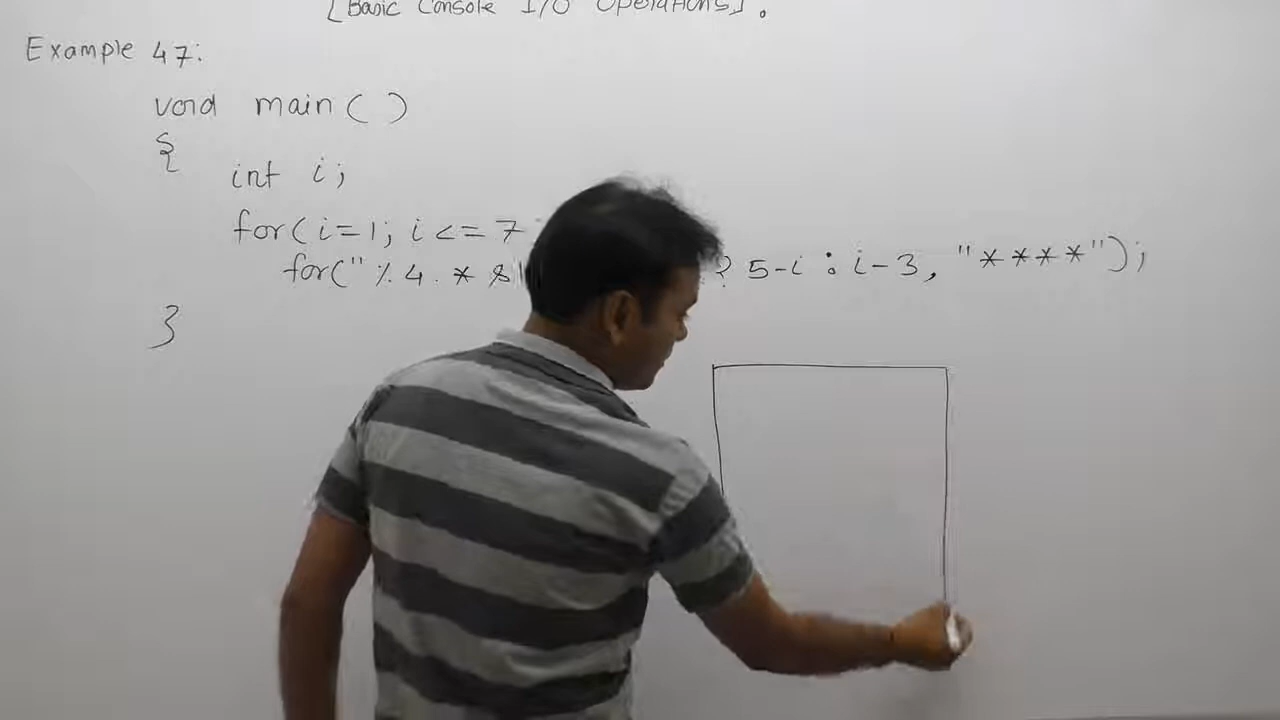 [Basic Console I/O Operations].
Example 47:
void main( )
{
int i;
for(i=1; i<=7
for("%.4.*s ? 5-i : i-3, "****");
}